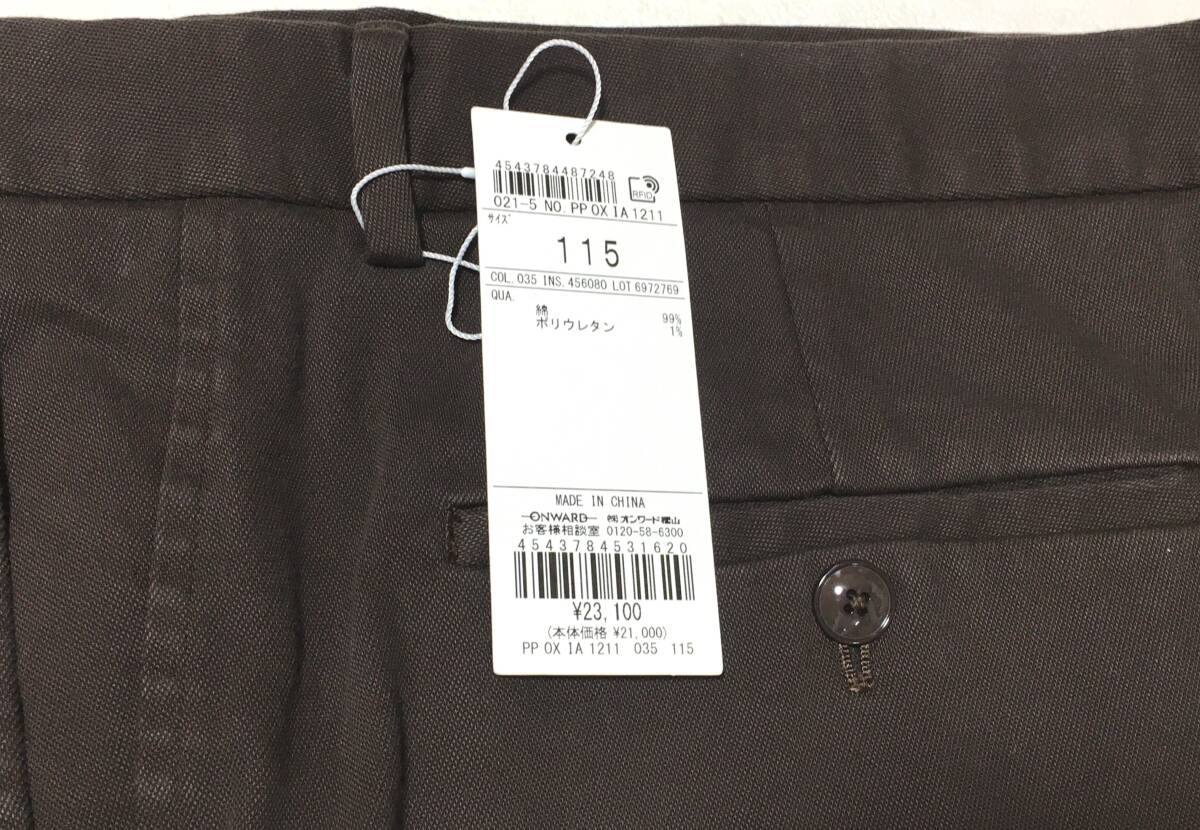 4543784487248
RFID
021-5 NO. PP OX IA 1211
サイズ
115
COL. 035 INS. 456080 LOT 6972769
QUA.
綿 99%
ポリウレタン 1%
MADE IN CHINA
ONWARD ㈱オンワード樫山
お客様相談室 0120-58-6300
4543784531620
¥23,100
(本体価格 ¥21,000)
PP OX IA 1211 035 115